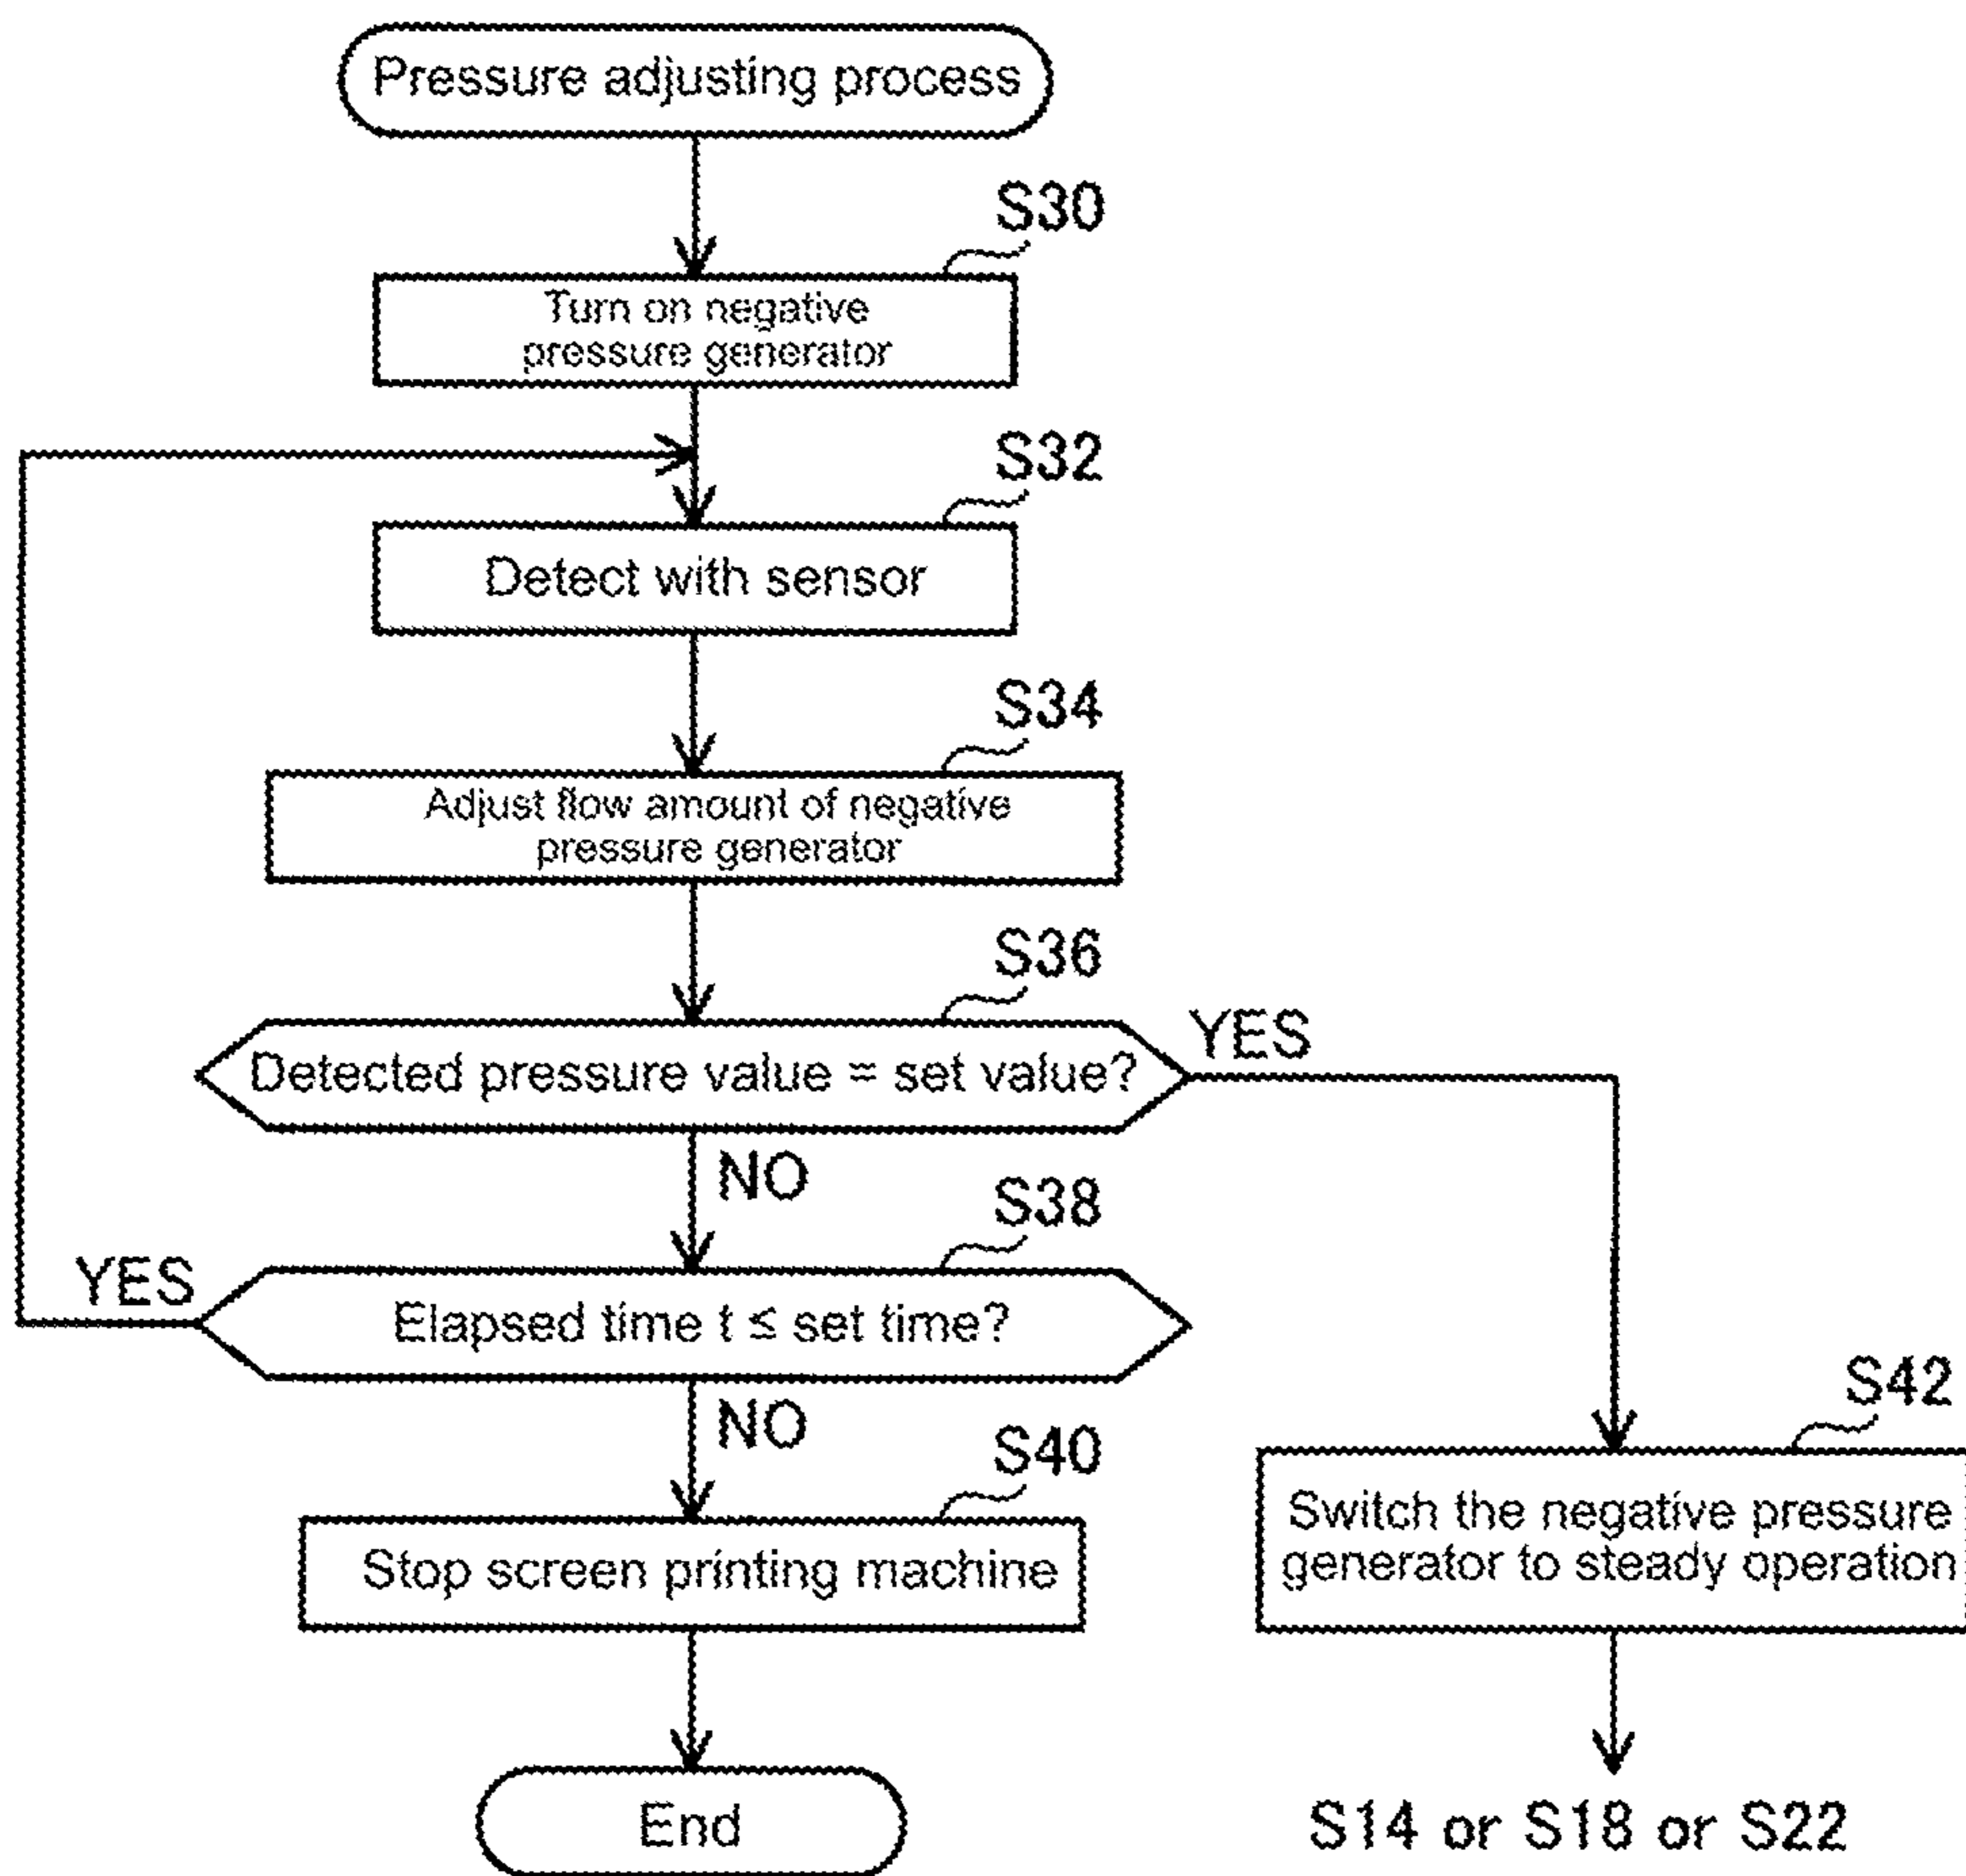 Pressure adjusting process
S30
Turn on negative
pressure generator
S32
Detect with sensor
S34
Adjust flow amount of negative
pressure generator
S36
Detected pressure value = set value?
YES
NO
S38
YES
Elapsed time t ≤ set time?
NO
S40
Stop screen printing machine
S42
Switch the negative pressure
generator to steady operation
End
S14 or S18 or S22